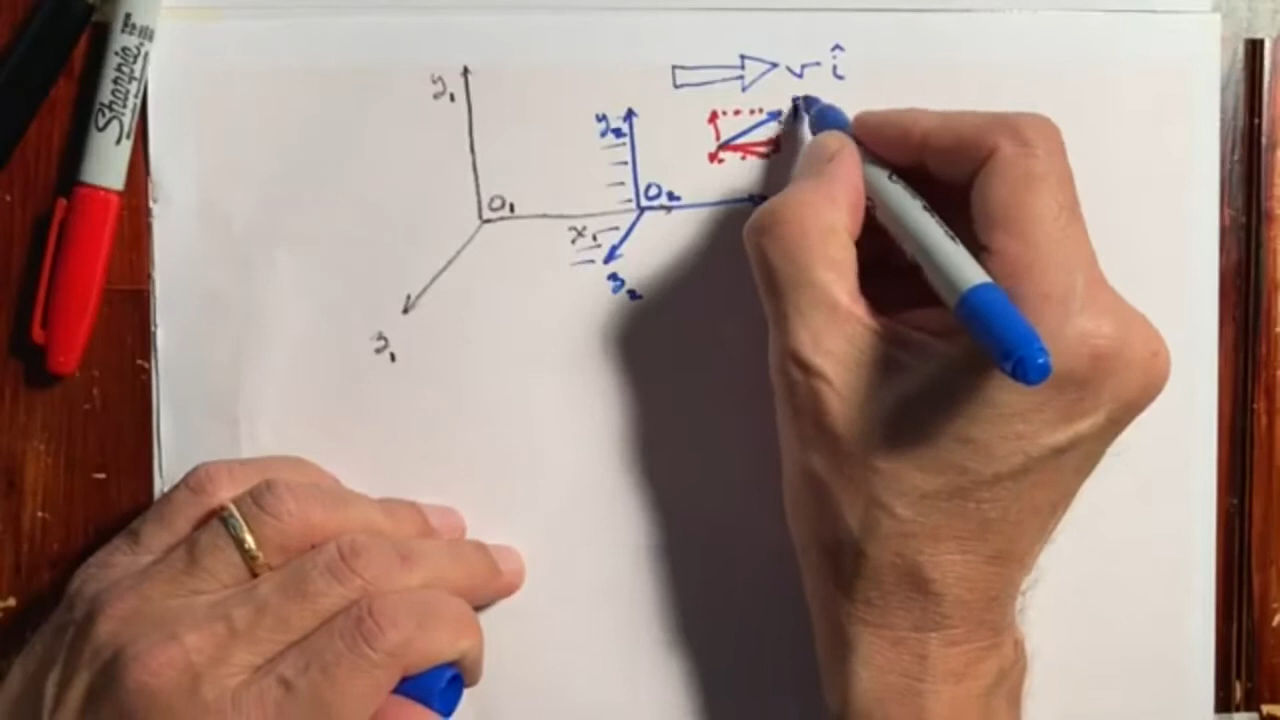 Sharpie.
v î
y₁
y₂
O₁
O₂
x₁
z₂
z₁